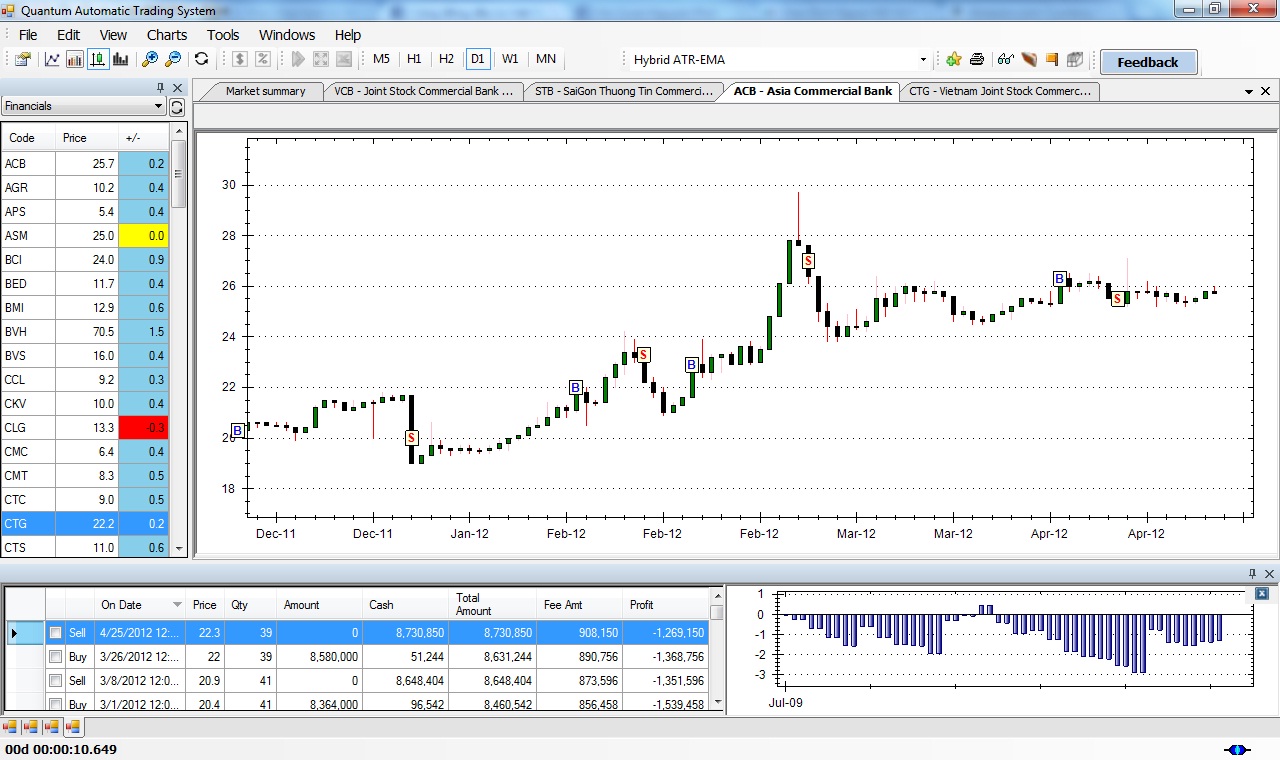 Quantum Automatic Trading System
File Edit View Charts Tools Windows Help
$ % M5 H1 H2 D1 W1 MN Hybrid ATR-EMA Feedback
Financials
Market summary VCB - Joint Stock Commercial Bank ... STB - SaiGon Thuong Tin Commerci... ACB - Asia Commercial Bank CTG - Vietnam Joint Stock Commerc...
Code Price +/-
ACB 25.7 0.2
AGR 10.2 0.4
APS 5.4 0.4
ASM 25.0 0.0
BCI 24.0 0.9
BED 11.7 0.4
BMI 12.9 0.6
BVH 70.5 1.5
BVS 16.0 0.4
CCL 9.2 0.3
CKV 10.0 0.4
CLG 13.3 -0.3
CMC 6.4 0.4
CMT 8.3 0.5
CTC 9.0 0.5
CTG 22.2 0.2
CTS 11.0 0.6
30
28
26
24
22
20
18
B S B S B S B S
Dec-11 Dec-11 Jan-12 Feb-12 Feb-12 Feb-12 Mar-12 Mar-12 Apr-12 Apr-12
On Date Price Qty Amount Cash Total Amount Fee Amt Profit
Sell 4/25/2012 12:... 22.3 39 0 8,730,850 8,730,850 908,150 -1,269,150
Buy 3/26/2012 12:... 22 39 8,580,000 51,244 8,631,244 890,756 -1,368,756
Sell 3/8/2012 12:0... 20.9 41 0 8,648,404 8,648,404 873,596 -1,351,596
Buy 3/1/2012 12:0... 20.4 41 8,364,000 96,542 8,460,542 856,458 -1,539,458
1
0
-1
-2
-3
Jul-09
00d 00:00:10.649